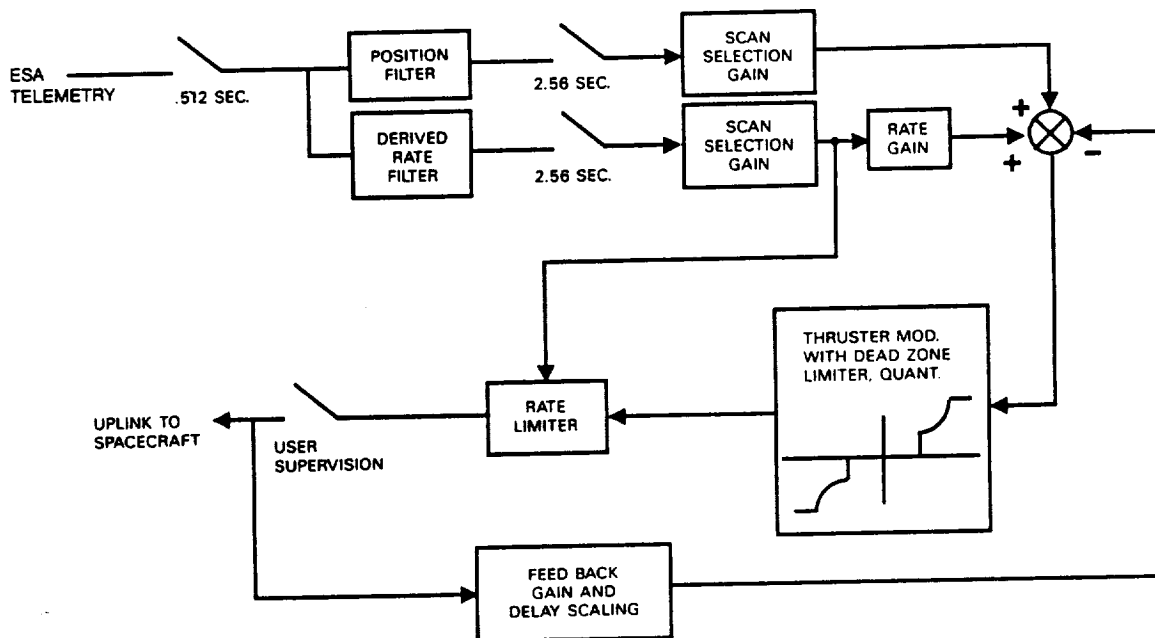 ESA
TELEMETRY
.512 SEC.
POSITION
FILTER
2.56 SEC.
SCAN
SELECTION
GAIN
DERIVED
RATE
FILTER
2.56 SEC.
SCAN
SELECTION
GAIN
RATE
GAIN
+
+
-
THRUSTER MOD.
WITH DEAD ZONE
LIMITER, QUANT.
RATE
LIMITER
USER
SUPERVISION
UPLINK TO
SPACECRAFT
FEED BACK
GAIN AND
DELAY SCALING